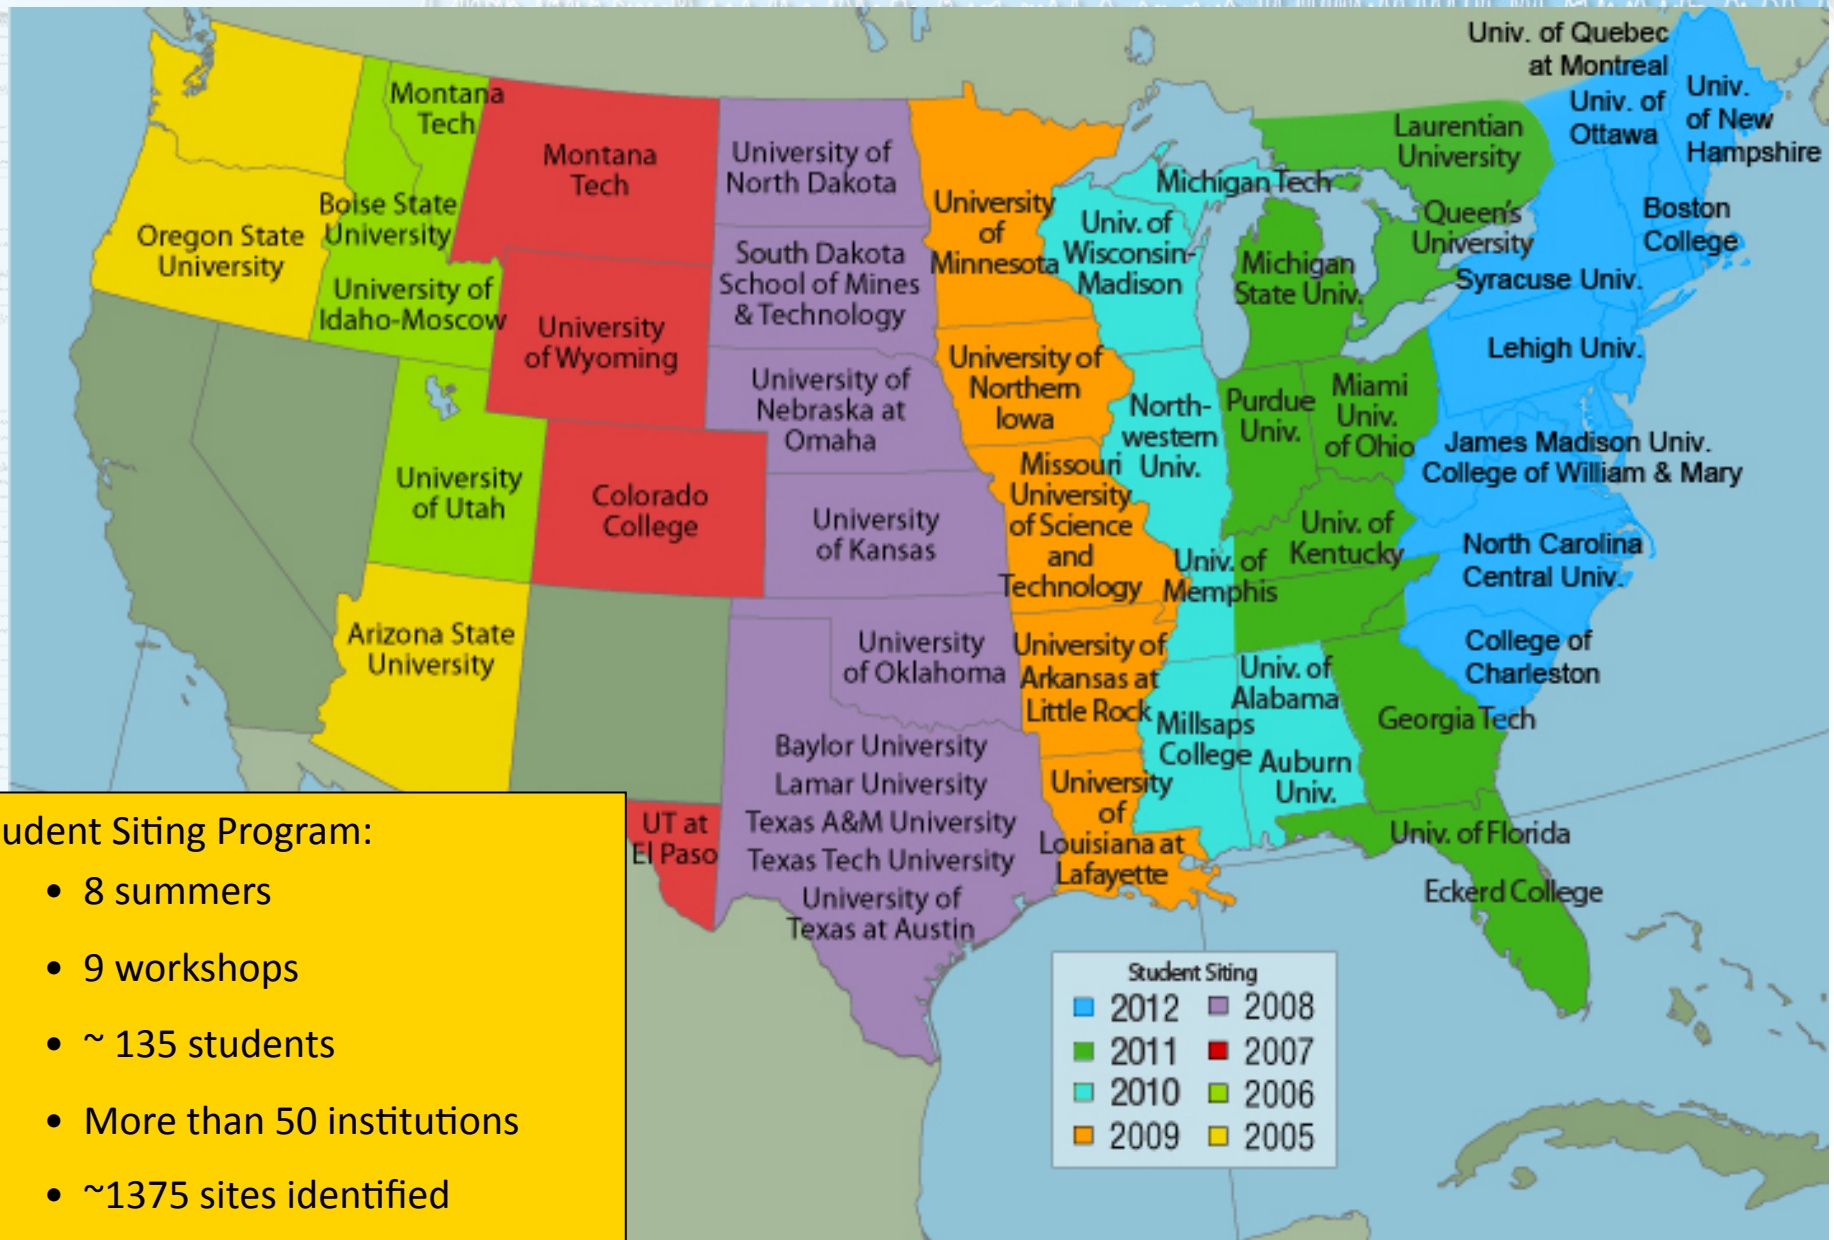 Univ. of Quebec
at Montreal
Univ. of
Ottawa
Univ.
of New
Hampshire
Montana
Tech
Montana
Tech
University of
North Dakota
Laurentian
University
Michigan Tech
University
of
Minnesota
Univ. of
Wisconsin-
Madison
Boise State
University
Oregon State
University
Queen's
University
Boston
College
South Dakota
School of Mines
& Technology
Michigan
State Univ.
Syracuse Univ.
University of
Idaho-Moscow
University
of Wyoming
Lehigh Univ.
University of
Northern
Iowa
University of
Nebraska at
Omaha
North-
western
Univ.
Purdue
Univ.
Miami
Univ.
of Ohio
James Madison Univ.
College of William & Mary
University
of Utah
Colorado
College
University
of Kansas
Missouri
University
of Science
and
Technology
Univ. of
Kentucky
Univ. of
Memphis
North Carolina
Central Univ.
Arizona State
University
University
of Oklahoma
University of
Arkansas at
Little Rock
Univ. of
Alabama
College of
Charleston
Millsaps
College
Auburn
Univ.
Georgia Tech
Baylor University
Lamar University
Texas A&M University
Texas Tech University
University of
Texas at Austin
University
of
Louisiana at
Lafayette
UT at
El Paso
Univ. of Florida
Eckerd College
udent Siting Program:
• 8 summers
• 9 workshops
• ~ 135 students
• More than 50 institutions
• ~1375 sites identified
Student Siting
2012 2008
2011 2007
2010 2006
2009 2005